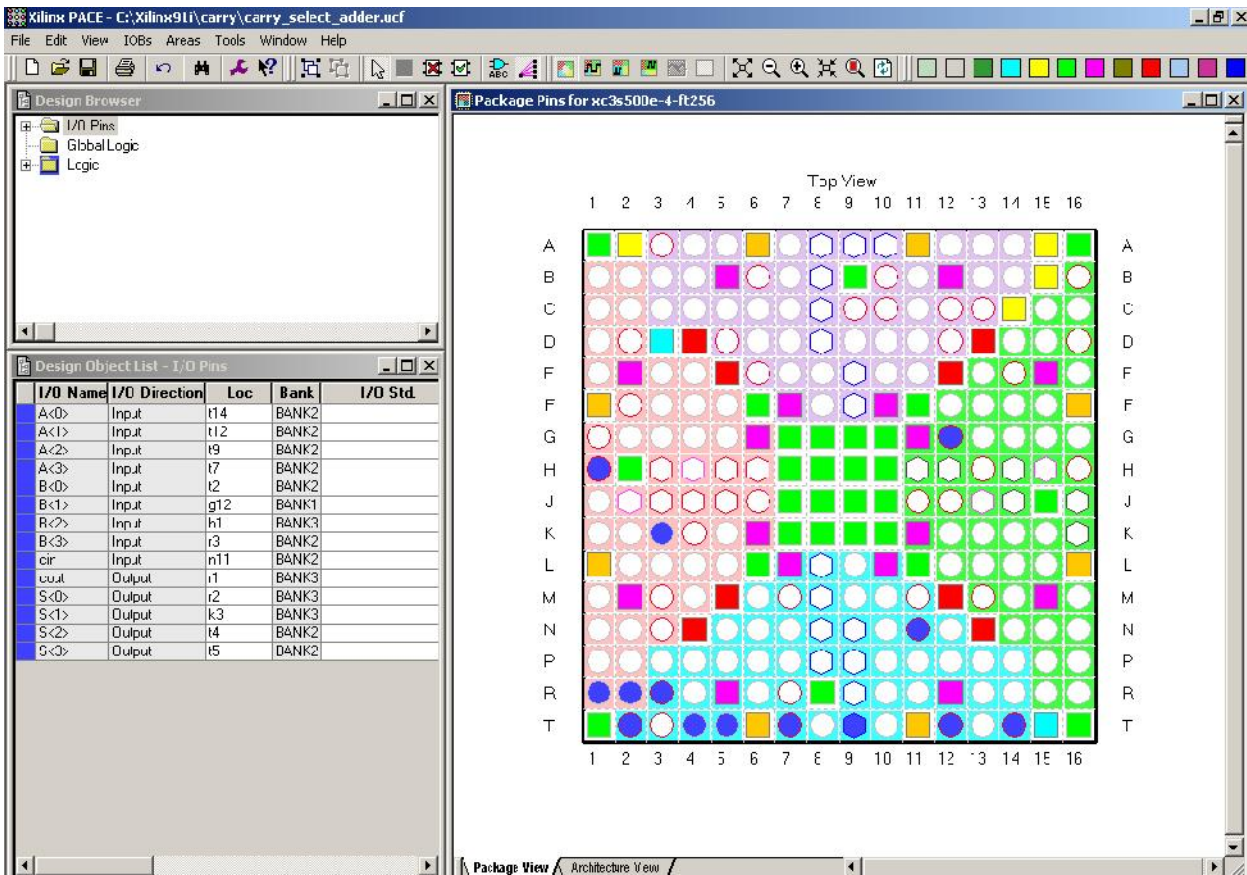 Xilinx PACE - C:\Xilinx91i\carry\carry_select_adder.ucf
File Edit View IOBs Areas Tools Window Help
ABC
Design Browser
I/O Pins
Global Logic
Logic
Design Object List - I/O Pins
I/O Name I/O Direction Loc Bank I/O Std.
A<0> Input t14 BANK2
A<1> Input t12 BANK2
A<2> Input t9 BANK2
A<3> Input t7 BANK2
B<0> Input t2 BANK2
B<1> Input g12 BANK1
B<2> Input h1 BANK3
B<3> Input r3 BANK2
cin Input n11 BANK2
cout Output r1 BANK3
S<0> Output r2 BANK3
S<1> Output k3 BANK3
S<2> Output t4 BANK2
S<3> Output t5 BANK2
Package Pins for xc3s500e-4-ft256
Top View
1 2 3 4 5 6 7 8 9 10 11 12 13 14 15 16
A A
B B
C C
D D
E E
F F
G G
H H
J J
K K
L L
M M
N N
P P
R R
T T
1 2 3 4 5 6 7 8 9 10 11 12 13 14 15 16
Package View Architecture View